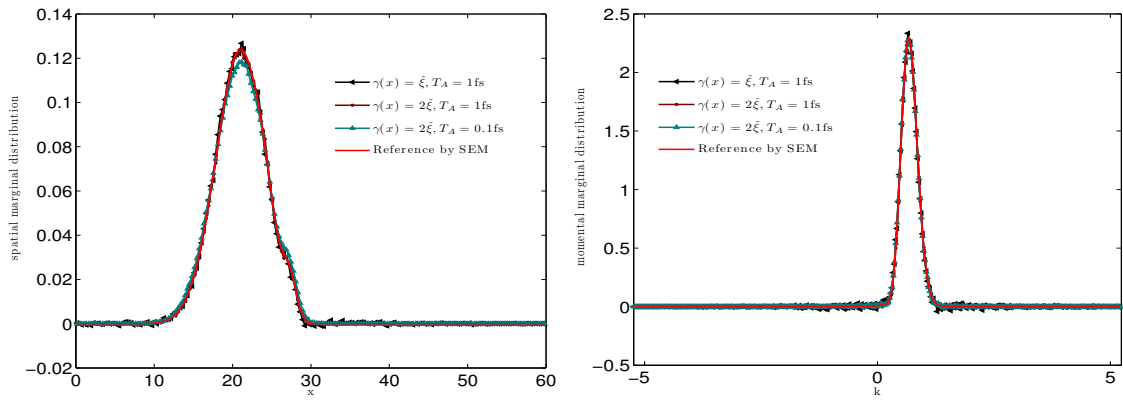 0.14
0.12
0.1
0.08
0.06
0.04
0.02
0
−0.02
spatial marginal distribution
γ(x) = ξ̃, T_A = 1fs
γ(x) = 2ξ̃, T_A = 1fs
γ(x) = 2ξ̃, T_A = 0.1fs
Reference by SEM
0 10 20 30 40 50 60
x
2.5
2
1.5
1
0.5
0
−0.5
momental marginal distribution
γ(x) = ξ̃, T_A = 1fs
γ(x) = 2ξ̃, T_A = 1fs
γ(x) = 2ξ̃, T_A = 0.1fs
Reference by SEM
−5 0 5
k